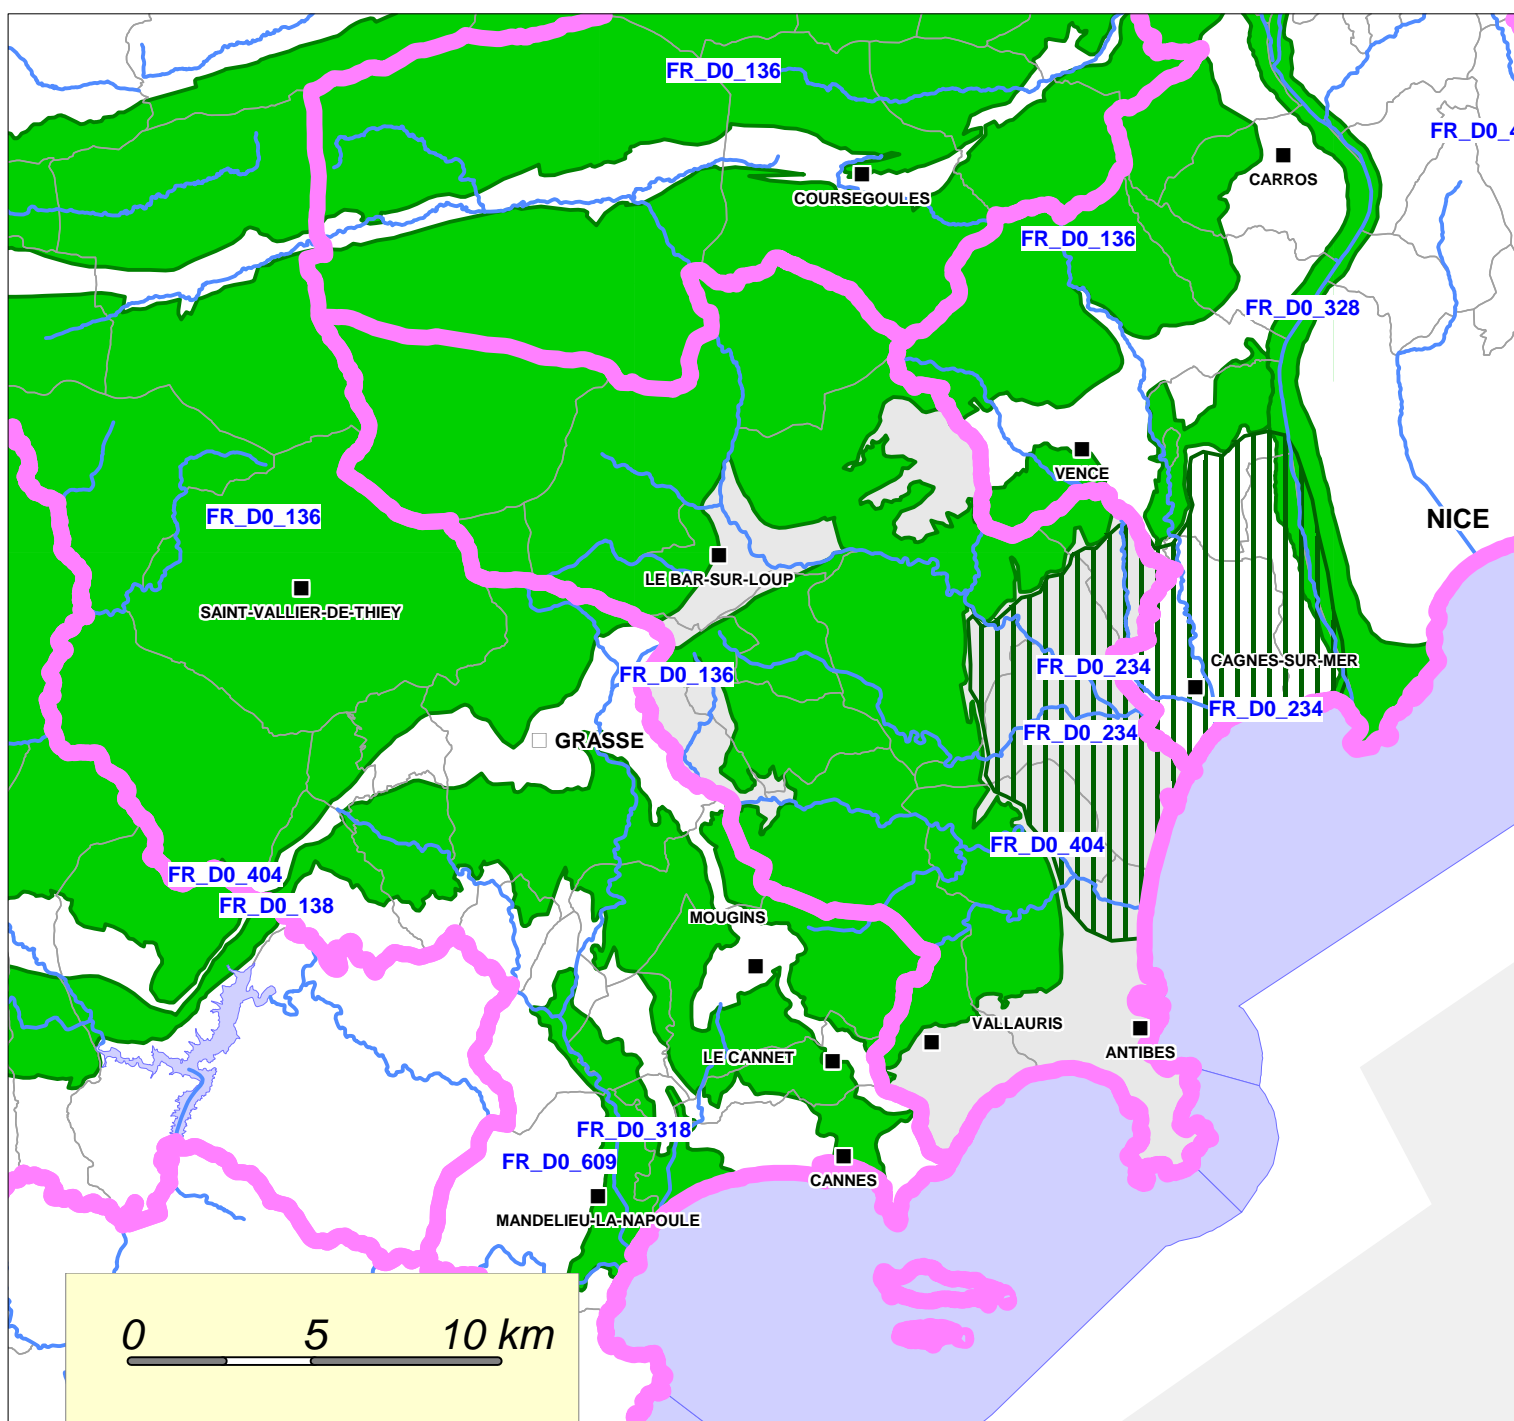 FR_D0_136
FR_D0_4
CARROS
COURSEGOULES
FR_D0_136
FR_D0_328
VENCE
FR_D0_136
NICE
LE BAR-SUR-LOUP
SAINT-VALLIER-DE-THIEY
FR_D0_234
CAGNES-SUR-MER
FR_D0_136
FR_D0_234
FR_D0_234
GRASSE
FR_D0_404
FR_D0_404
FR_D0_138
MOUGINS
VALLAURIS
LE CANNET
ANTIBES
FR_D0_318
FR_D0_609
CANNES
MANDELIEU-LA-NAPOULE
0 5 10 km